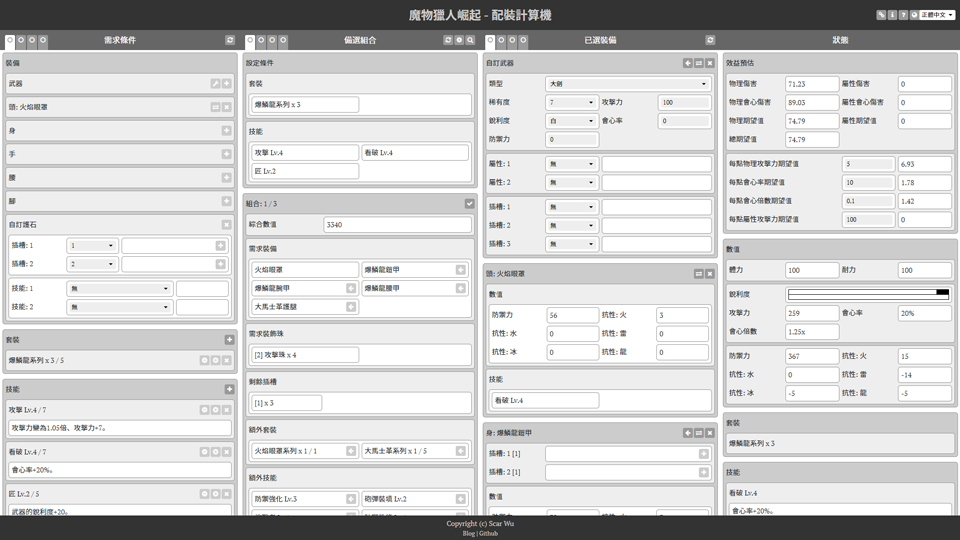 魔物獵人崛起 - 配裝計算機
正體中文
需求條件
裝備
武器
頭: 火焰眼罩
身
手
腰
腳
自訂護石
插槽: 1 1
插槽: 2 2
技能: 1 無
技能: 2 無
套裝
爆鱗龍系列 x 3 / 5
技能
攻擊 Lv.4 / 7
攻擊力變為1.05倍、攻擊力+7。
看破 Lv.4 / 7
會心率+20%。
匠 Lv.2 / 5
武器的銳利度+20。
備選組合
設定條件
套裝
爆鱗龍系列 x 3
技能
攻擊 Lv.4 看破 Lv.4
匠 Lv.2
組合: 1 / 3
綜合數值 3340
需求裝備
火焰眼罩 爆鱗龍鎧甲
爆鱗龍腕甲 爆鱗龍腰甲
大馬士革護腿
需求裝飾珠
[2] 攻擊珠 x 4
剩餘插槽
[1] x 3
額外套裝
火焰眼罩系列 x 1 / 1 大馬士革系列 x 1 / 5
額外技能
防禦強化 Lv.3 砲彈裝填 Lv.2
已選裝備
自訂武器
類型 大劍
稀有度 7 攻擊力 100
銳利度 白 會心率 0
防禦力 0
屬性: 1 無
屬性: 2 無
插槽: 1 無
插槽: 2 無
插槽: 3 無
頭: 火焰眼罩
數值
防禦力 56 抗性: 火 3
抗性: 水 0 抗性: 雷 0
抗性: 冰 0 抗性: 龍 0
技能
看破 Lv.4
身: 爆鱗龍鎧甲
插槽: 1 [1]
插槽: 2 [1]
數值
狀態
效益預估
物理傷害 71.23 屬性傷害 0
物理會心傷害 89.03 屬性會心傷害 0
物理期望值 74.79 屬性期望值 0
總期望值 74.79
每點物理攻擊力期望值 5 6.93
每點會心率期望值 10 1.78
每點會心倍數期望值 0.1 1.42
每點屬性攻擊力期望值 100 0
數值
體力 100 耐力 100
銳利度
攻擊力 259 會心率 20%
會心倍數 1.25x
防禦力 367 抗性: 火 15
抗性: 水 0 抗性: 雷 -14
抗性: 冰 -5 抗性: 龍 -5
套裝
爆鱗龍系列 x 3
技能
看破 Lv.4
會心率+20%。
Copyright (c) Scar Wu
Blog | Github